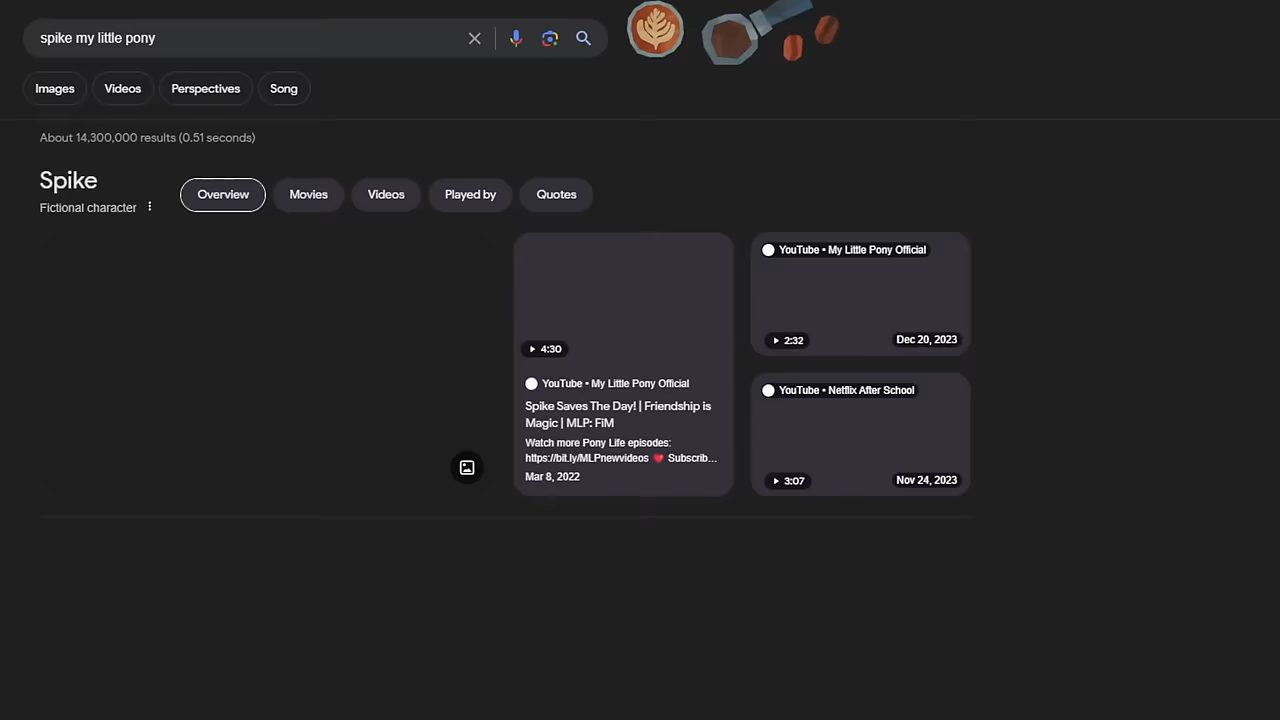 spike my little pony
Images
Videos
Perspectives
Song
About 14,300,000 results (0.51 seconds)
Spike
Fictional character
Overview
Movies
Videos
Played by
Quotes
4:30
YouTube • My Little Pony Official
Spike Saves The Day! | Friendship is
Magic | MLP: FiM
Watch more Pony Life episodes:
https://bit.ly/MLPnewvideos ❤️ Subscrib...
Mar 8, 2022
YouTube • My Little Pony Official
2:32
Dec 20, 2023
YouTube • Netflix After School
3:07
Nov 24, 2023